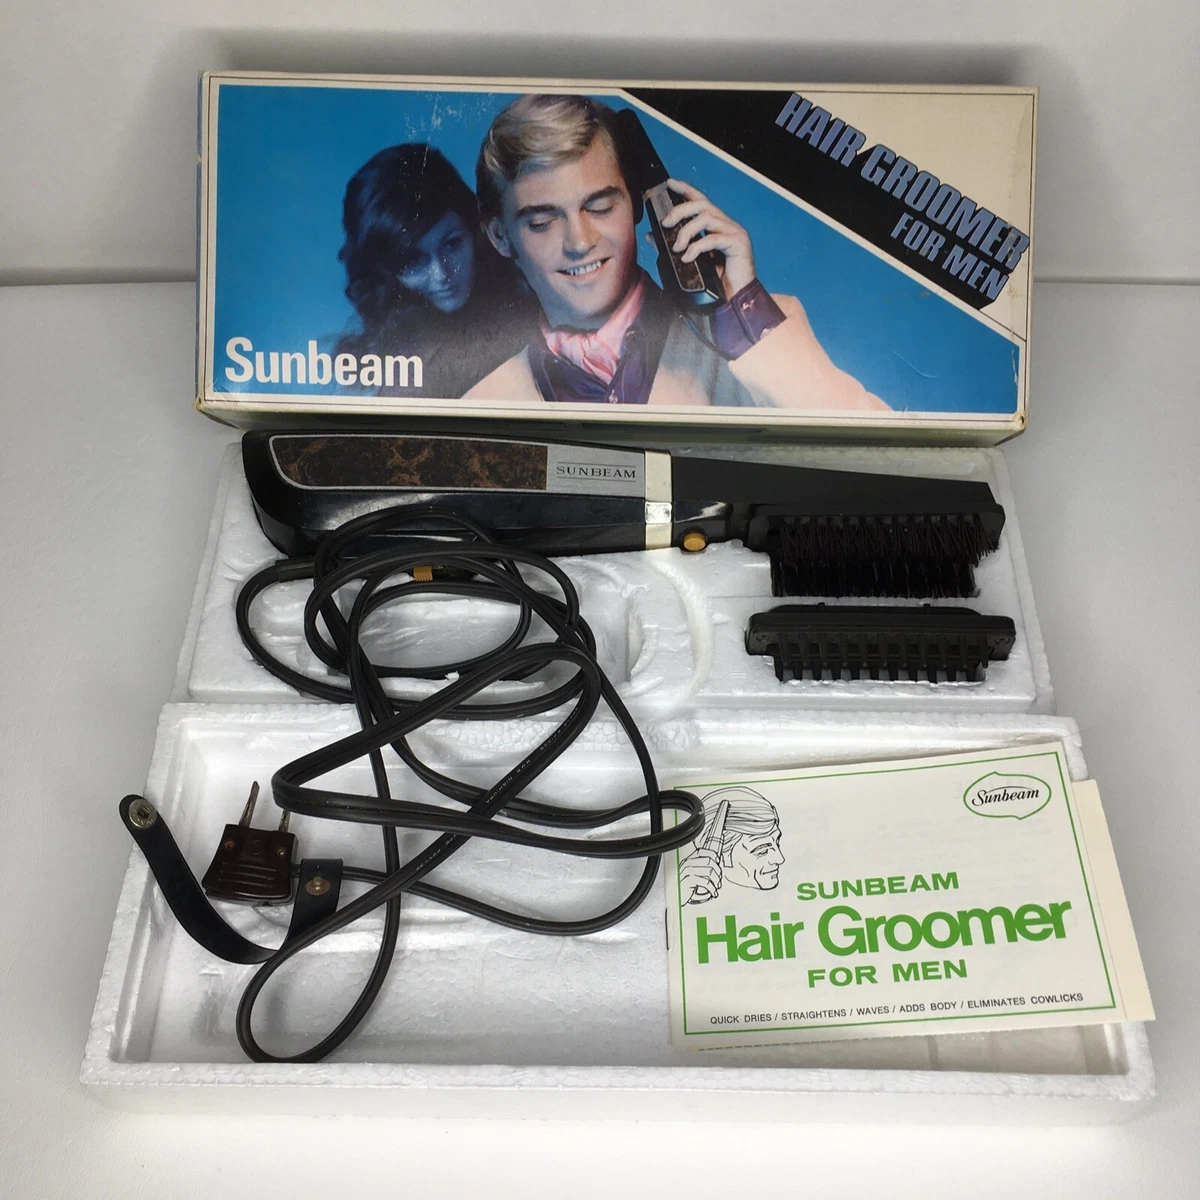 HAIR GROOMER
FOR MEN
Sunbeam
SUNBEAM
Sunbeam
SUNBEAM
Hair Groomer
FOR MEN
QUICK DRIES / STRAIGHTENS / WAVES / ADDS BODY / ELIMINATES COWLICKS